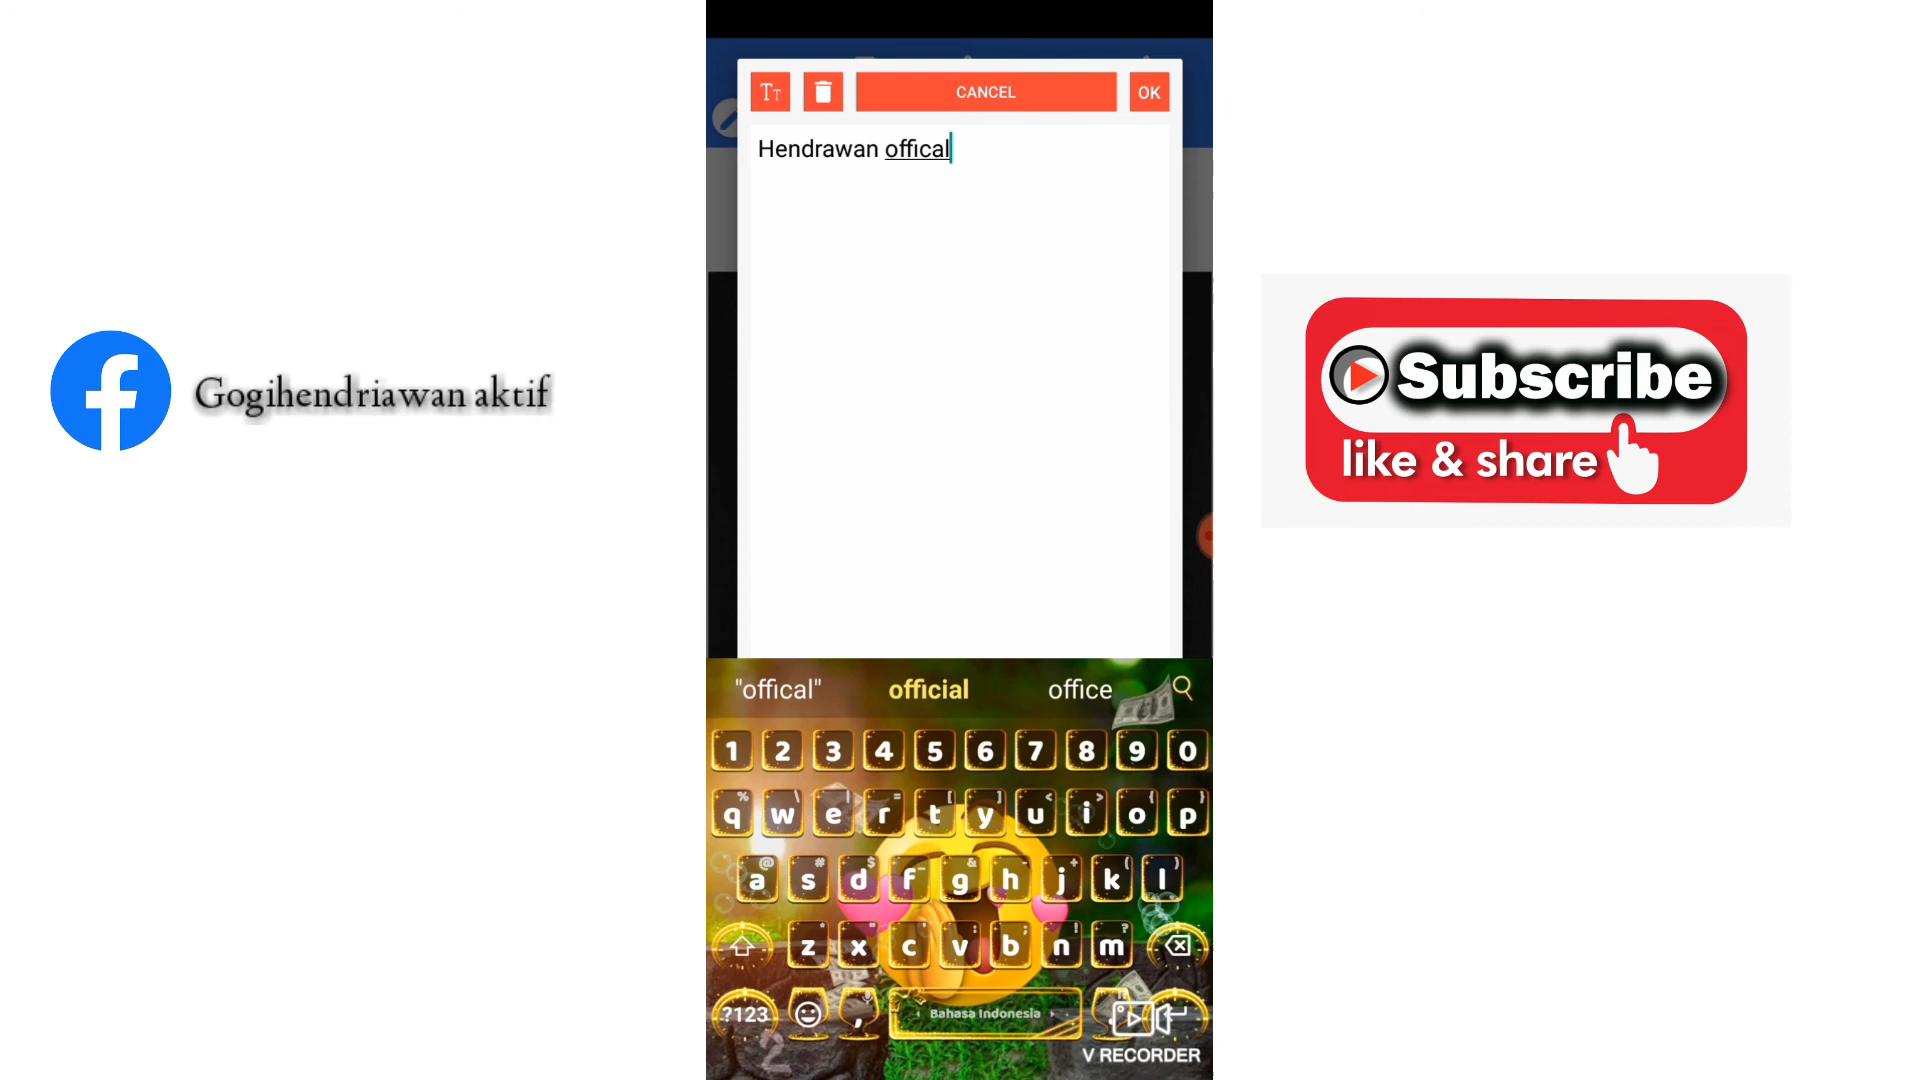 TT CANCEL OK
Hendrawan offical
Gogihendriawan aktif
Subscribe
like & share
"offical" official office
1 2 3 4 5 6 7 8 9 0
q w e r t y u i o p
a s d f g h j k l
z x c v b n m
?123 , Bahasa Indonesia
V RECORDER